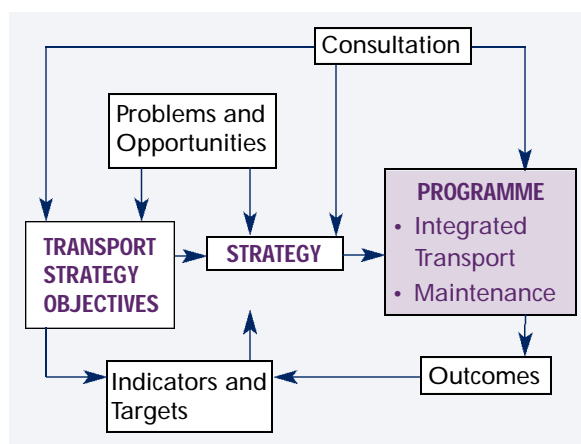 Consultation
Problems and
Opportunities
TRANSPORT
STRATEGY
OBJECTIVES
STRATEGY
PROGRAMME
• Integrated
Transport
• Maintenance
Indicators and
Targets
Outcomes